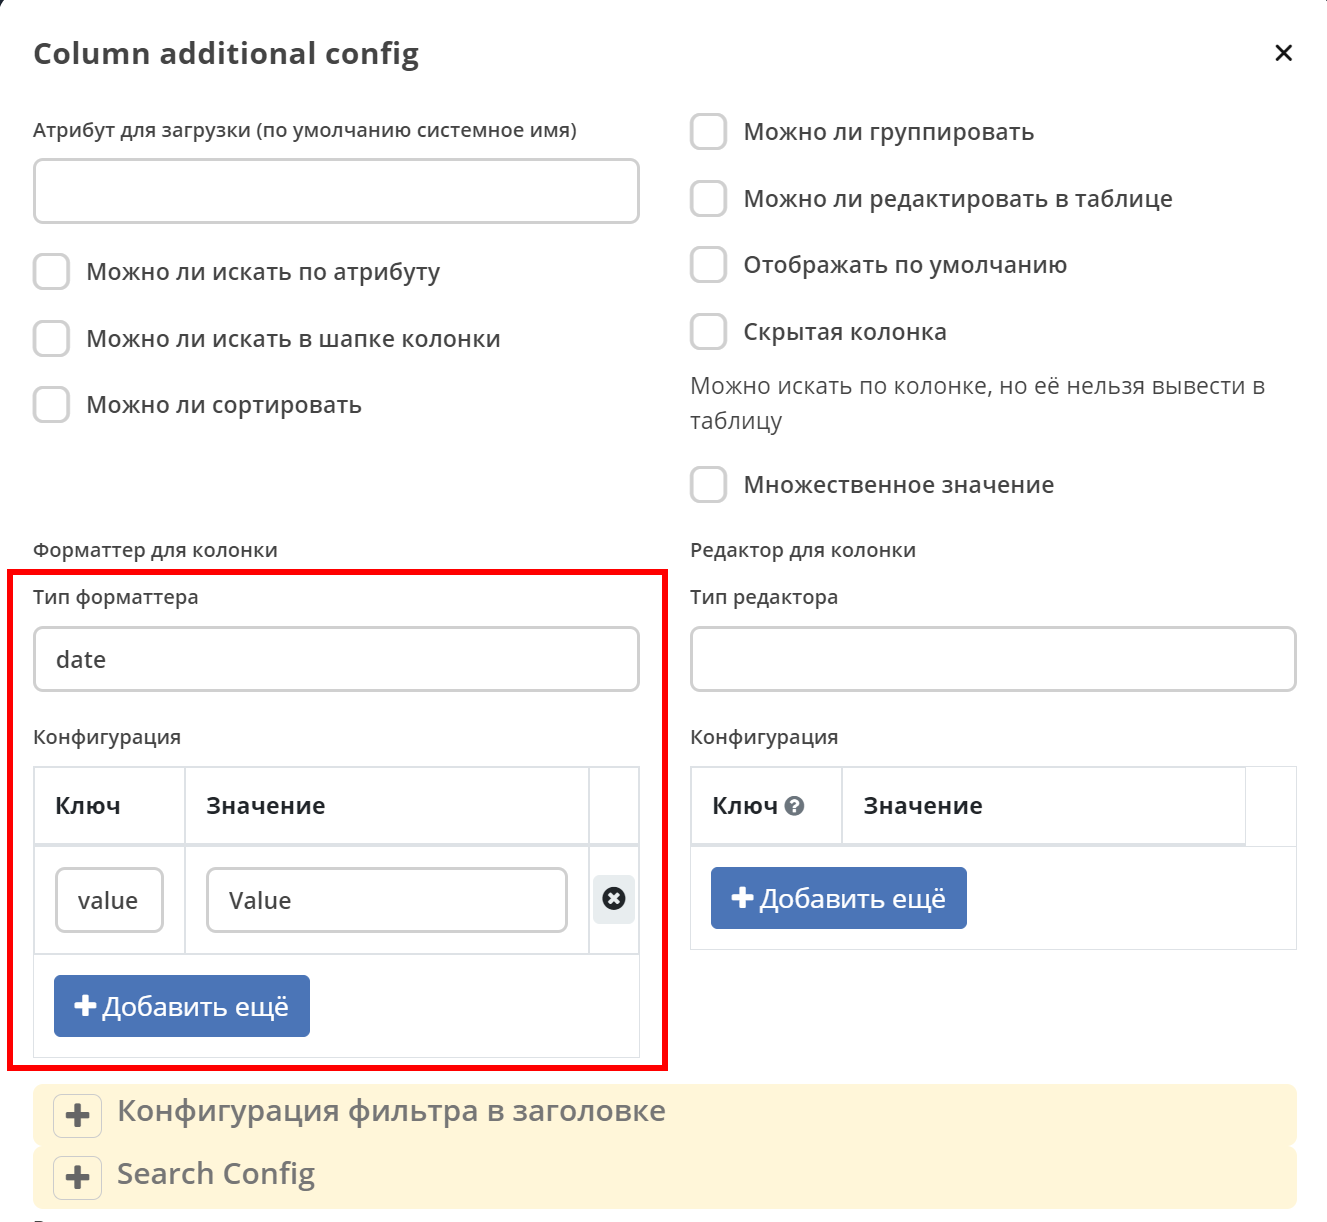 Column additional config
Атрибут для загрузки (по умолчанию системное имя)
Можно ли искать по атрибуту
Можно ли искать в шапке колонки
Можно ли сортировать
Можно ли группировать
Можно ли редактировать в таблице
Отображать по умолчанию
Скрытая колонка
Можно искать по колонке, но её нельзя вывести в
таблицу
Множественное значение
Форматтер для колонки
Тип форматтера
date
Конфигурация
Ключ Значение
value Value
Добавить ещё
Редактор для колонки
Тип редактора
Конфигурация
Ключ Значение
Добавить ещё
Конфигурация фильтра в заголовке
Search Config